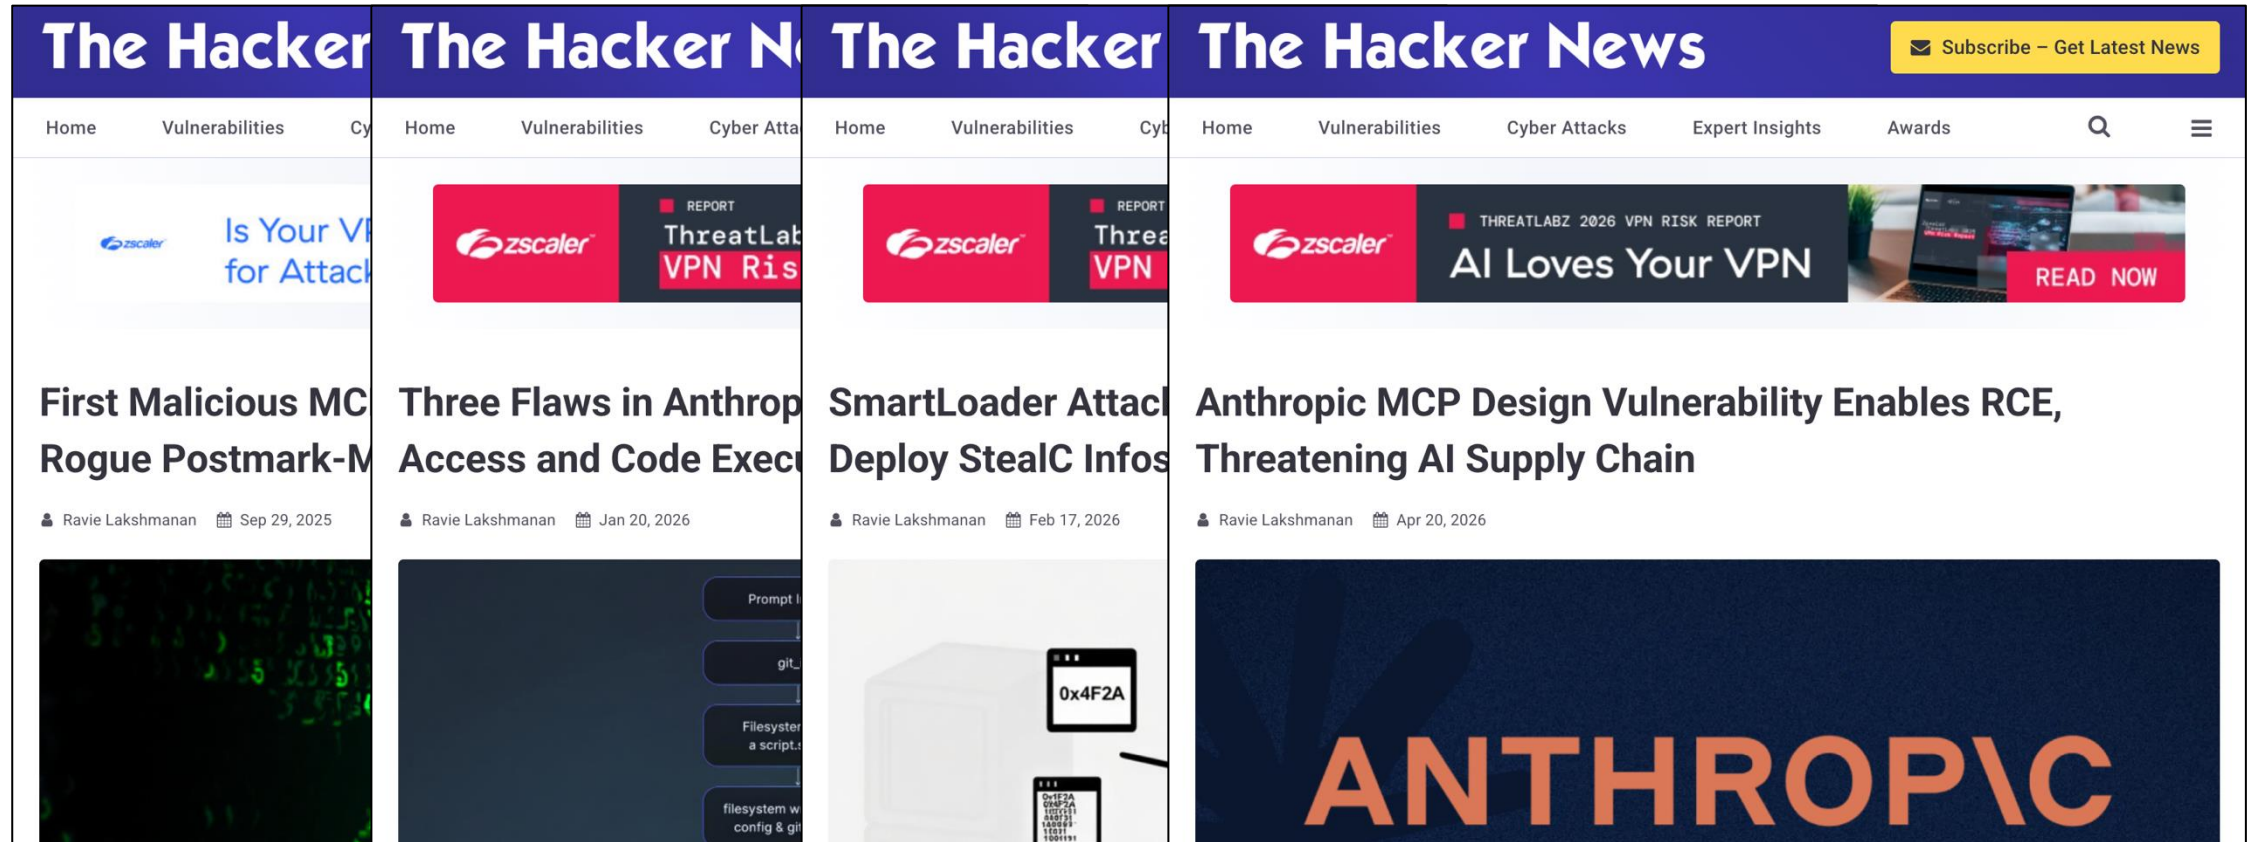 The Hacker
Home Vulnerabilities Cy
zscaler
Is Your VP
for Attack
First Malicious MC
Rogue Postmark-M
Ravie Lakshmanan Sep 29, 2025
The Hacker Ne
Home Vulnerabilities Cyber Atta
zscaler
REPORT
ThreatLab
VPN Ris
Three Flaws in Anthrop
Access and Code Execu
Ravie Lakshmanan Jan 20, 2026
Prompt I
git_
Filesyster
a script.s
filesystem w
config & git
The Hacker
Home Vulnerabilities Cyb
zscaler
REPORT
Threa
VPN
SmartLoader Attack
Deploy StealC Infos
Ravie Lakshmanan Feb 17, 2026
0x4F2A
The Hacker News
Subscribe – Get Latest News
Home Vulnerabilities Cyber Attacks Expert Insights Awards
zscaler
THREATLABZ 2026 VPN RISK REPORT
AI Loves Your VPN
READ NOW
Anthropic MCP Design Vulnerability Enables RCE,
Threatening AI Supply Chain
Ravie Lakshmanan Apr 20, 2026
ANTHROP\C